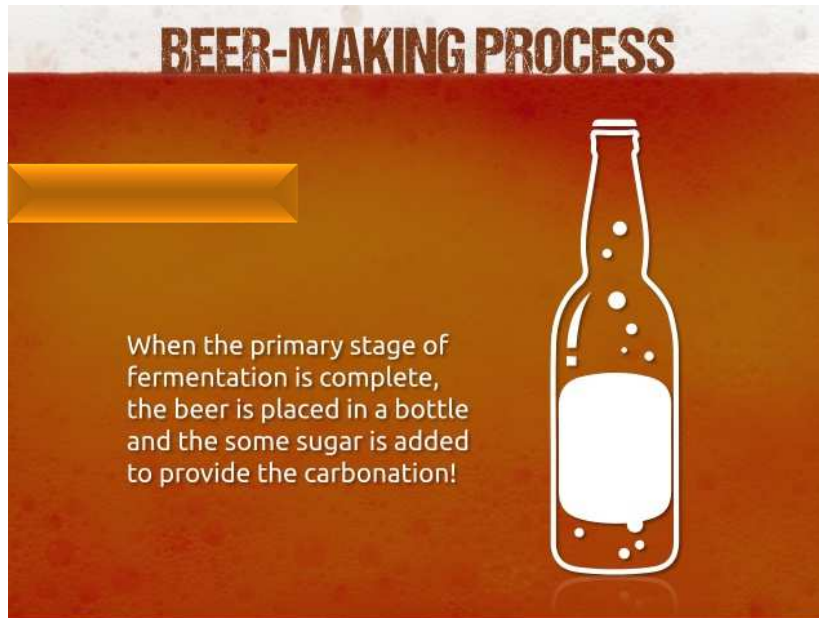 BEER-MAKING PROCESS
When the primary stage of
fermentation is complete,
the beer is placed in a bottle
and the some sugar is added
to provide the carbonation!